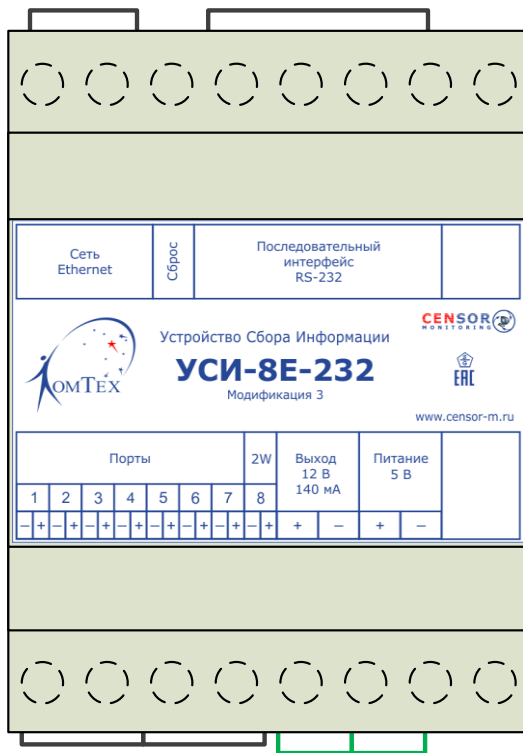 Сеть
Ethernet
Сброс
Последовательный
интерфейс
RS-232
CENSOR
MONITORING
КомТех
Устройство Сбора Информации
УСИ-8Е-232
Модификация 3
EAC
www.censor-m.ru
Порты
2W
Выход
12 В
140 мА
Питание
5 В
1 2 3 4 5 6 7 8
– + – + – + – + – + – + – + – + + – + –